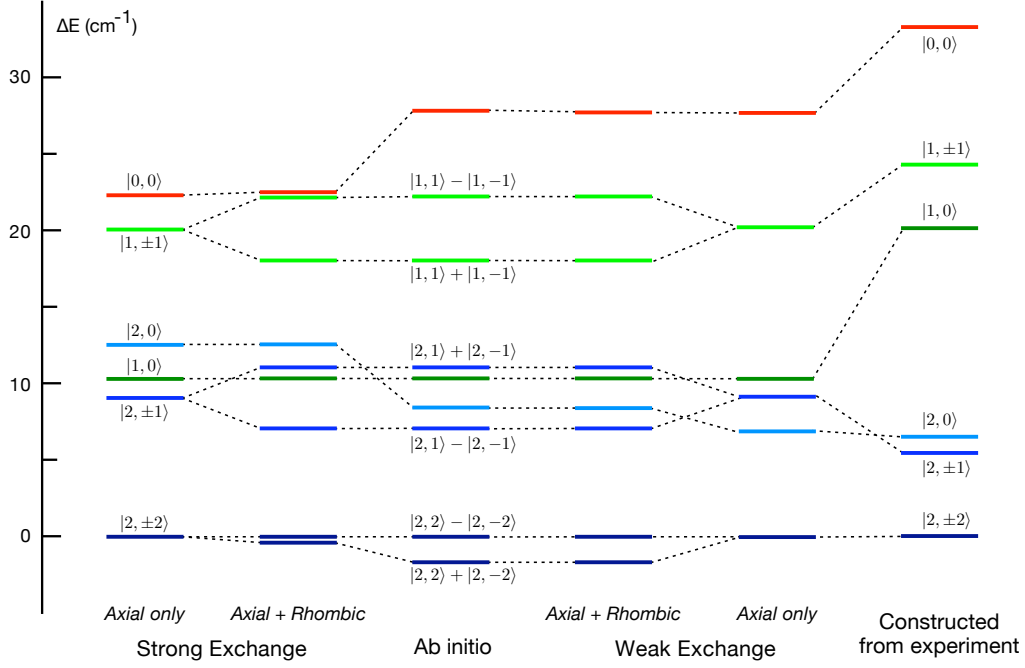 ΔE (cm⁻¹)
30
20
10
0
|0, 0⟩
|1, ±1⟩
|2, 0⟩
|1, 0⟩
|2, ±1⟩
|2, ±2⟩
|1, 1⟩ − |1, −1⟩
|1, 1⟩ + |1, −1⟩
|2, 1⟩ + |2, −1⟩
|2, 1⟩ − |2, −1⟩
|2, 2⟩ − |2, −2⟩
|2, 2⟩ + |2, −2⟩
|0, 0⟩
|1, ±1⟩
|1, 0⟩
|2, 0⟩
|2, ±1⟩
|2, ±2⟩
Axial only
Axial + Rhombic
Axial + Rhombic
Axial only
Strong Exchange
Ab initio
Weak Exchange
Constructed
from experiment